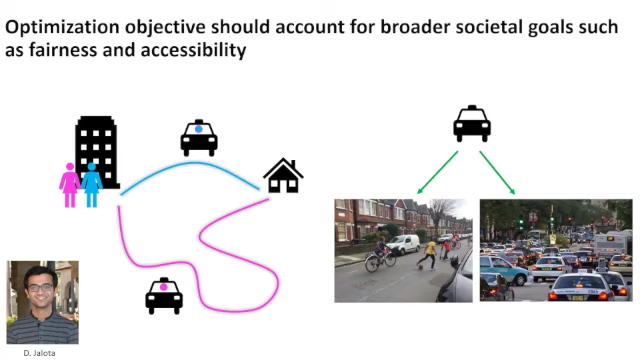 Optimization objective should account for broader societal goals such
as fairness and accessibility
D. Jalota